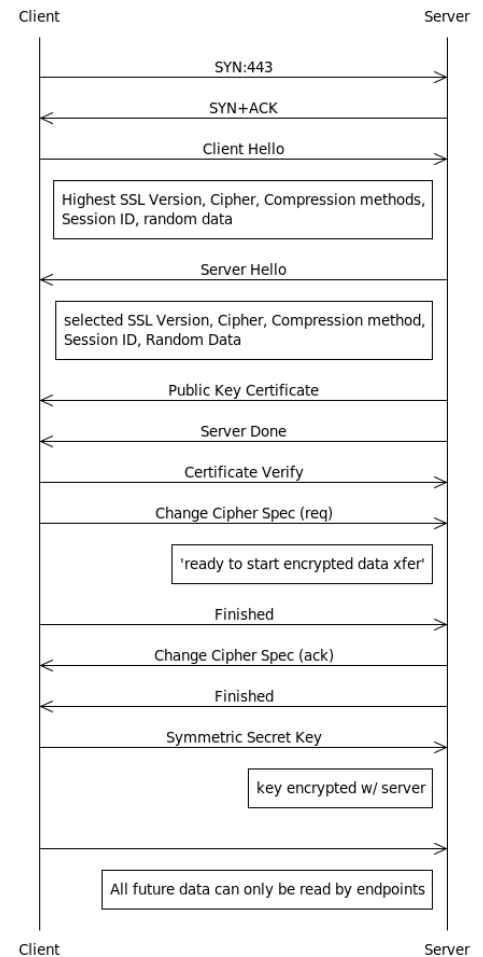 Client Server
SYN:443
SYN+ACK
Client Hello
Highest SSL Version, Cipher, Compression methods,
Session ID, random data
Server Hello
selected SSL Version, Cipher, Compression method,
Session ID, Random Data
Public Key Certificate
Server Done
Certificate Verify
Change Cipher Spec (req)
'ready to start encrypted data xfer'
Finished
Change Cipher Spec (ack)
Finished
Symmetric Secret Key
key encrypted w/ server
All future data can only be read by endpoints
Client Server